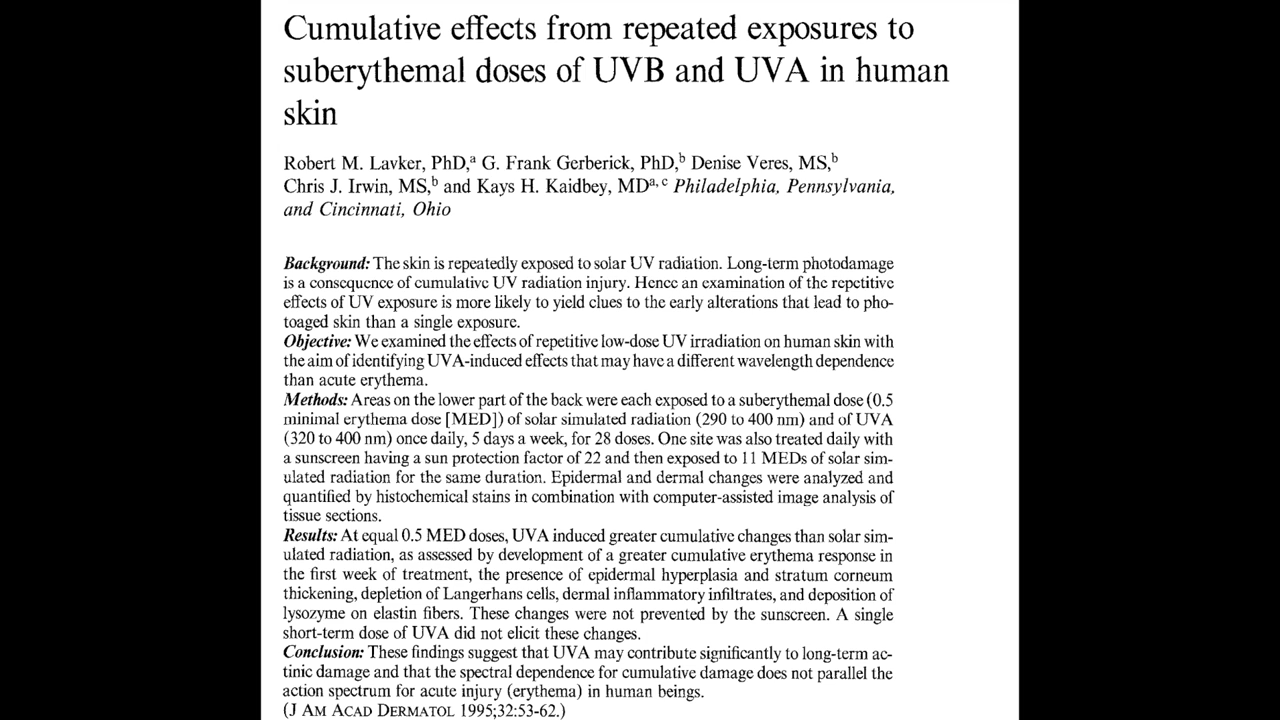 Cumulative effects from repeated exposures to
suberythemal doses of UVB and UVA in human
skin
Robert M. Lavker, PhD,ᵃ G. Frank Gerberick, PhD,ᵇ Denise Veres, MS,ᵇ
Chris J. Irwin, MS,ᵇ and Kays H. Kaidbey, MDᵃ, ᶜ Philadelphia, Pennsylvania,
and Cincinnati, Ohio
Background: The skin is repeatedly exposed to solar UV radiation. Long-term photodamage
is a consequence of cumulative UV radiation injury. Hence an examination of the repetitive
effects of UV exposure is more likely to yield clues to the early alterations that lead to pho-
toaged skin than a single exposure.
Objective: We examined the effects of repetitive low-dose UV irradiation on human skin with
the aim of identifying UVA-induced effects that may have a different wavelength dependence
than acute erythema.
Methods: Areas on the lower part of the back were each exposed to a suberythemal dose (0.5
minimal erythema dose [MED]) of solar simulated radiation (290 to 400 nm) and of UVA
(320 to 400 nm) once daily, 5 days a week, for 28 doses. One site was also treated daily with
a sunscreen having a sun protection factor of 22 and then exposed to 11 MEDs of solar sim-
ulated radiation for the same duration. Epidermal and dermal changes were analyzed and
quantified by histochemical stains in combination with computer-assisted image analysis of
tissue sections.
Results: At equal 0.5 MED doses, UVA induced greater cumulative changes than solar sim-
ulated radiation, as assessed by development of a greater cumulative erythema response in
the first week of treatment, the presence of epidermal hyperplasia and stratum corneum
thickening, depletion of Langerhans cells, dermal inflammatory infiltrates, and deposition of
lysozyme on elastin fibers. These changes were not prevented by the sunscreen. A single
short-term dose of UVA did not elicit these changes.
Conclusion: These findings suggest that UVA may contribute significantly to long-term ac-
tinic damage and that the spectral dependence for cumulative damage does not parallel the
action spectrum for acute injury (erythema) in human beings.
(J AM ACAD DERMATOL 1995;32:53-62.)